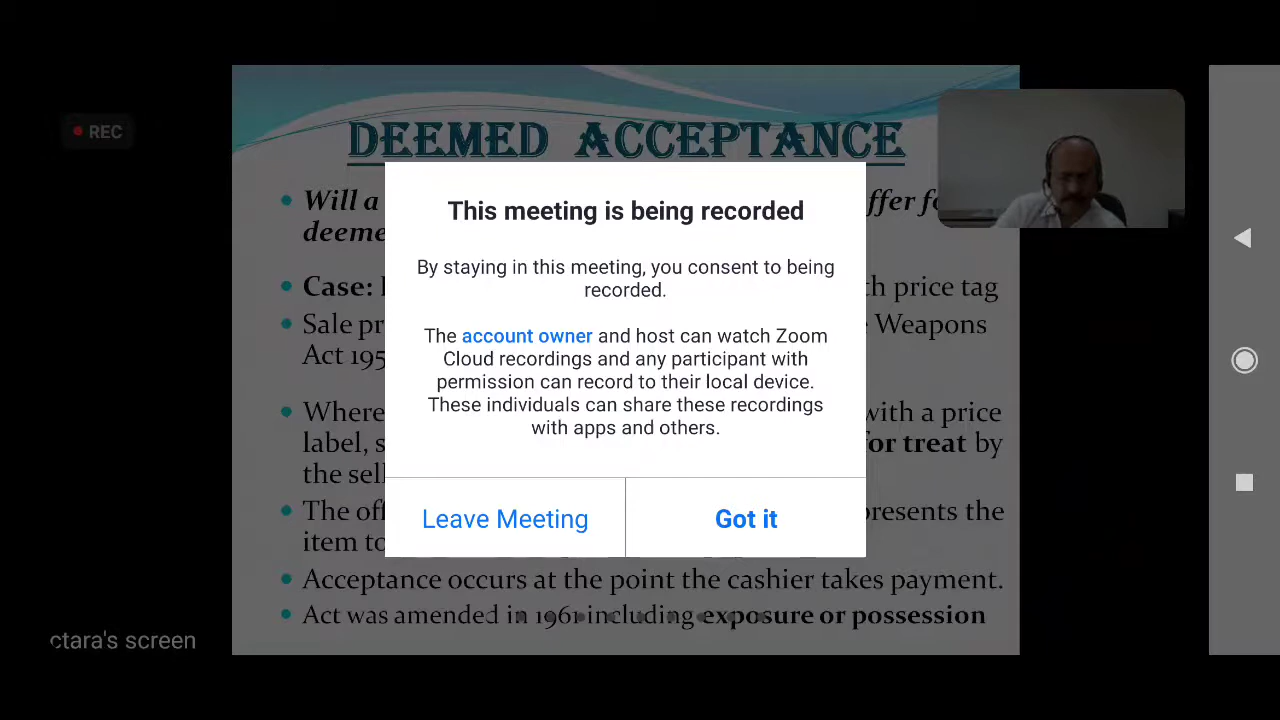 REC
DEEMED ACCEPTANCE
Will a ffer fo
deeme
Case: th price tag
Sale pr Weapons
Act 195
Where with a price
label, s for treat by
the sell
The off presents the
item to
Acceptance occurs at the point the cashier takes payment.
Act was amended in 1961 including exposure or possession
This meeting is being recorded
By staying in this meeting, you consent to being
recorded.
The account owner and host can watch Zoom
Cloud recordings and any participant with
permission can record to their local device.
These individuals can share these recordings
with apps and others.
Leave Meeting
Got it
ctara's screen